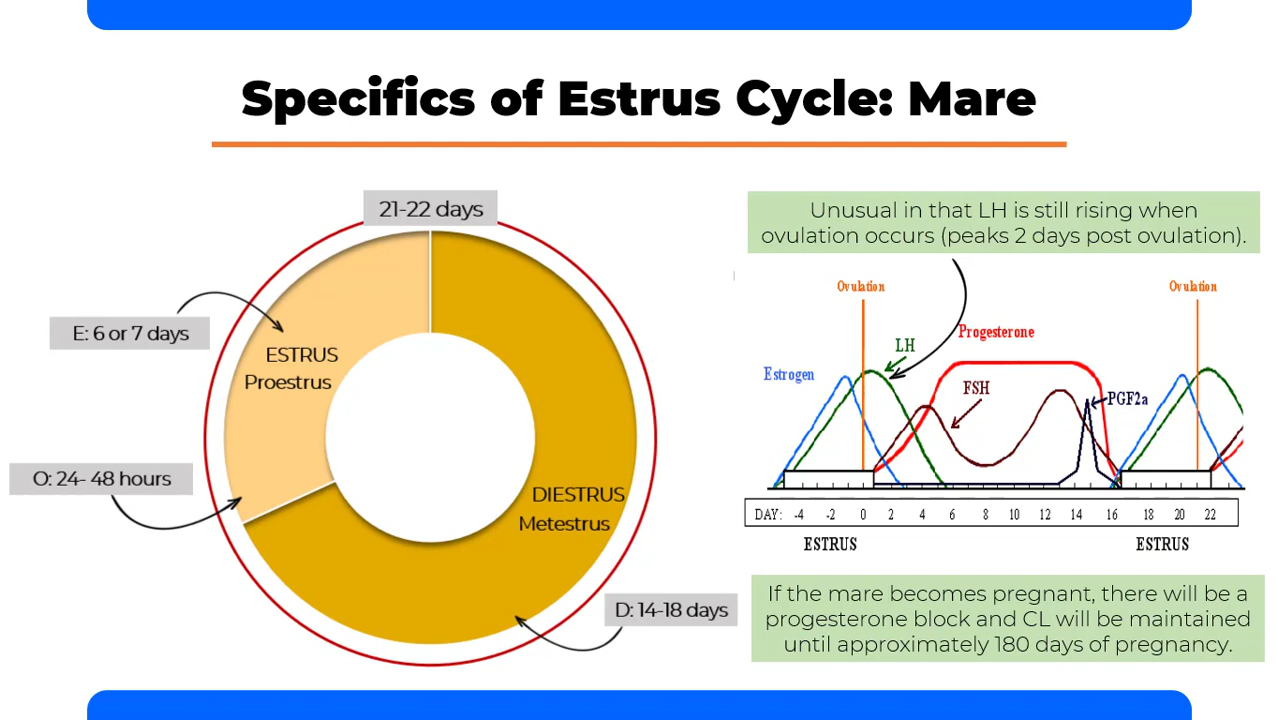 Specifics of Estrus Cycle: Mare
21-22 days
E: 6 or 7 days
ESTRUS
Proestrus
O: 24- 48 hours
DIESTRUS
Metestrus
D: 14-18 days
Unusual in that LH is still rising when
ovulation occurs (peaks 2 days post ovulation).
Ovulation
Ovulation
Progesterone
LH
Estrogen
FSH
PGF2a
DAY: -4 -2 0 2 4 6 8 10 12 14 16 18 20 22
ESTRUS
ESTRUS
If the mare becomes pregnant, there will be a
progesterone block and CL will be maintained
until approximately 180 days of pregnancy.